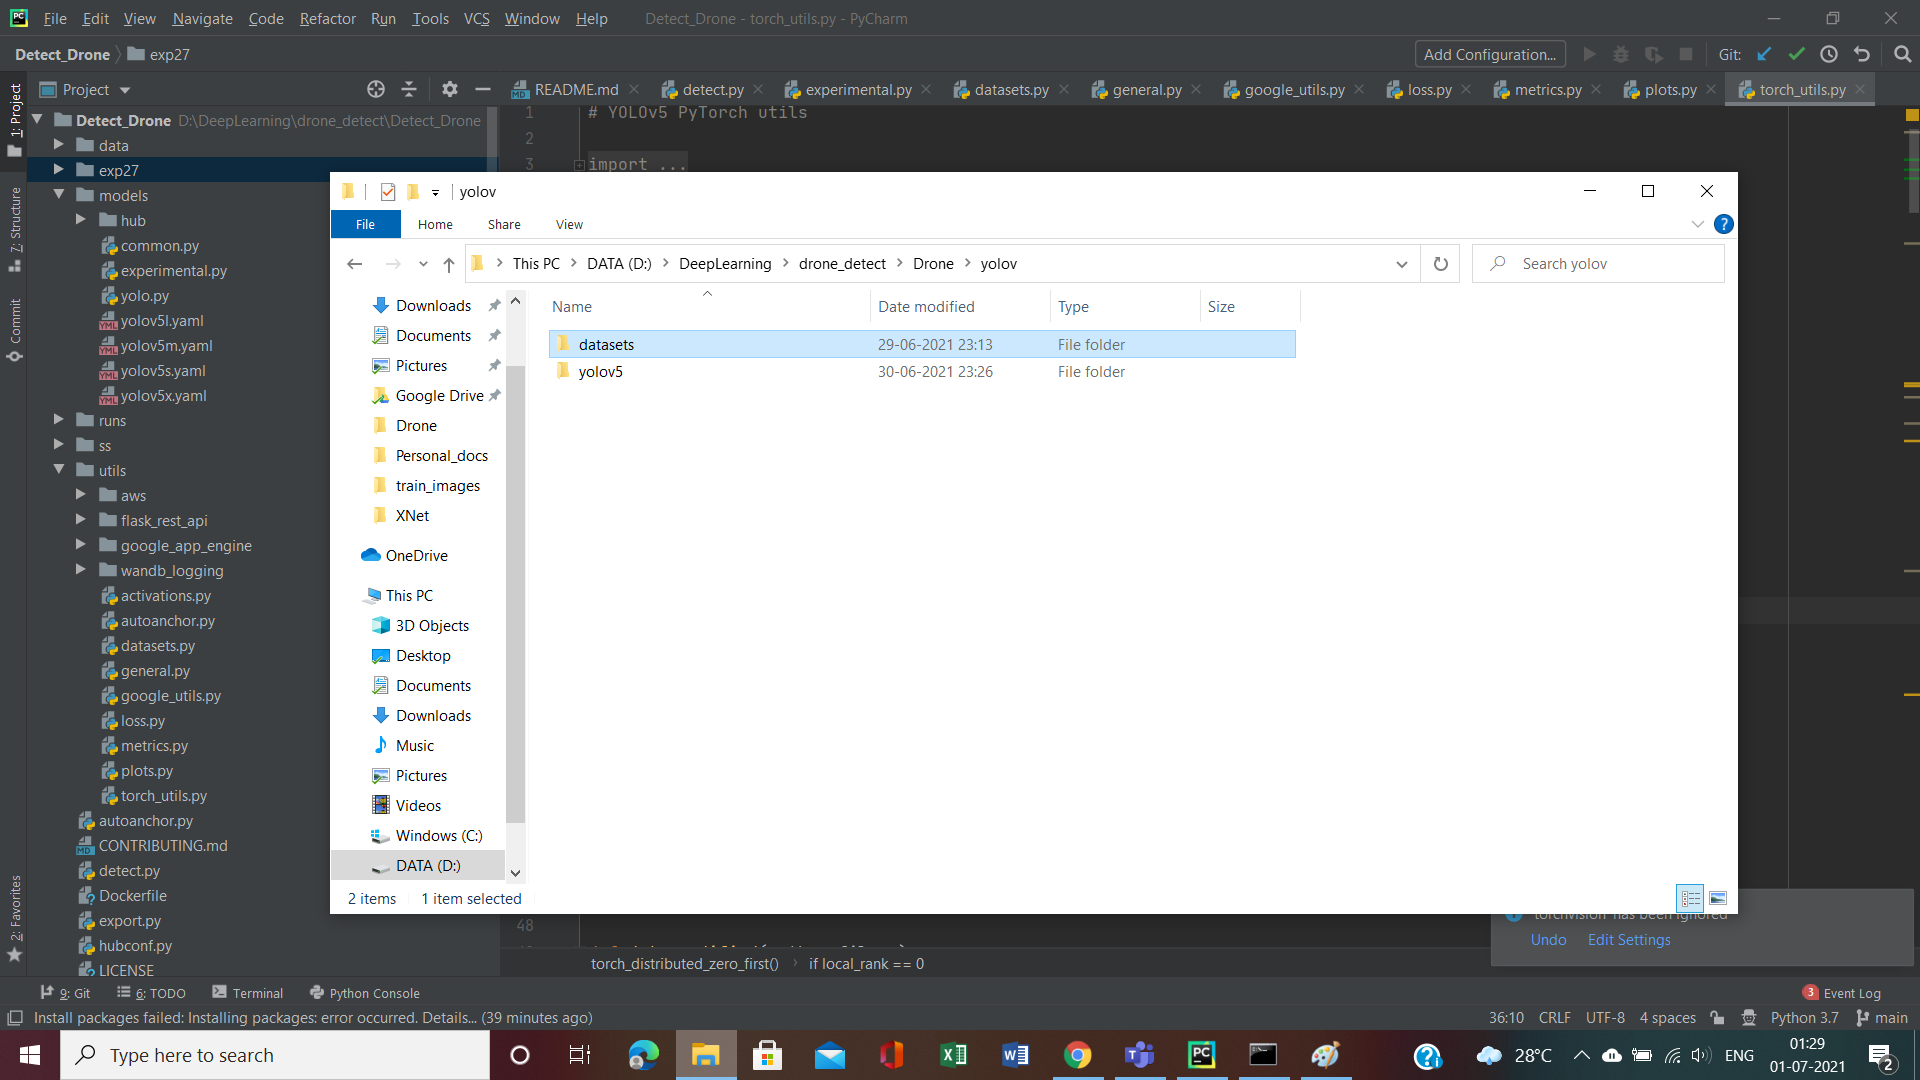 File Edit View Navigate Code Refactor Run Tools VCS Window Help Detect_Drone - torch_utils.py - PyCharm
Detect_Drone exp27 Add Configuration... Git:
Project README.md detect.py experimental.py datasets.py general.py google_utils.py loss.py metrics.py plots.py torch_utils.py
1: Project
7: Structure
Commit
2: Favorites
Detect_Drone D:\DeepLearning\drone_detect\Detect_Drone
data
exp27
models
hub
common.py
experimental.py
yolo.py
yolov5l.yaml
yolov5m.yaml
yolov5s.yaml
yolov5x.yaml
runs
ss
utils
aws
flask_rest_api
google_app_engine
wandb_logging
activations.py
autoanchor.py
datasets.py
general.py
google_utils.py
loss.py
metrics.py
plots.py
torch_utils.py
autoanchor.py
CONTRIBUTING.md
detect.py
Dockerfile
export.py
hubconf.py
LICENSE
1 # YOLOv5 PyTorch utils
2
3 import ...
yolov
File Home Share View
This PC DATA (D:) DeepLearning drone_detect Drone yolov Search yolov
Downloads
Documents
Pictures
Google Drive
Drone
Personal_docs
train_images
XNet
OneDrive
This PC
3D Objects
Desktop
Documents
Downloads
Music
Pictures
Videos
Windows (C:)
DATA (D:)
Name Date modified Type Size
datasets 29-06-2021 23:13 File folder
yolov5 30-06-2021 23:26 File folder
2 items 1 item selected
48
has been ignored
Undo Edit Settings
torch_distributed_zero_first() if local_rank == 0
9: Git 6: TODO Terminal Python Console 3 Event Log
Install packages failed: Installing packages: error occurred. Details... (39 minutes ago) 36:10 CRLF UTF-8 4 spaces Python 3.7 main
Type here to search 28°C ENG 01:29
01-07-2021 2